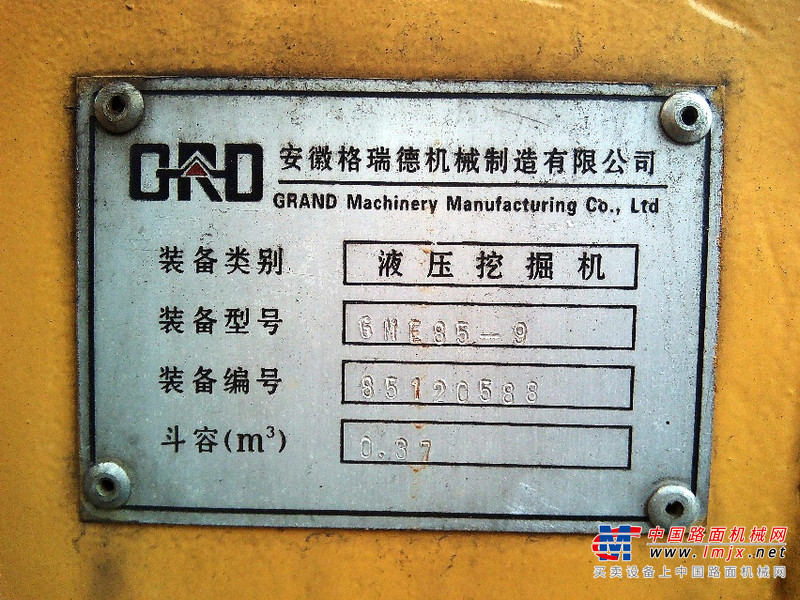 GRD 安徽格瑞德机械制造有限公司
GRAND Machinery Manufacturing Co., Ltd
装备类别 液压挖掘机
装备型号 GME85-9
装备编号 85120588
斗容(m³) 0.37
中国路面机械网
www.lmjx.net
买卖设备上中国路面机械网